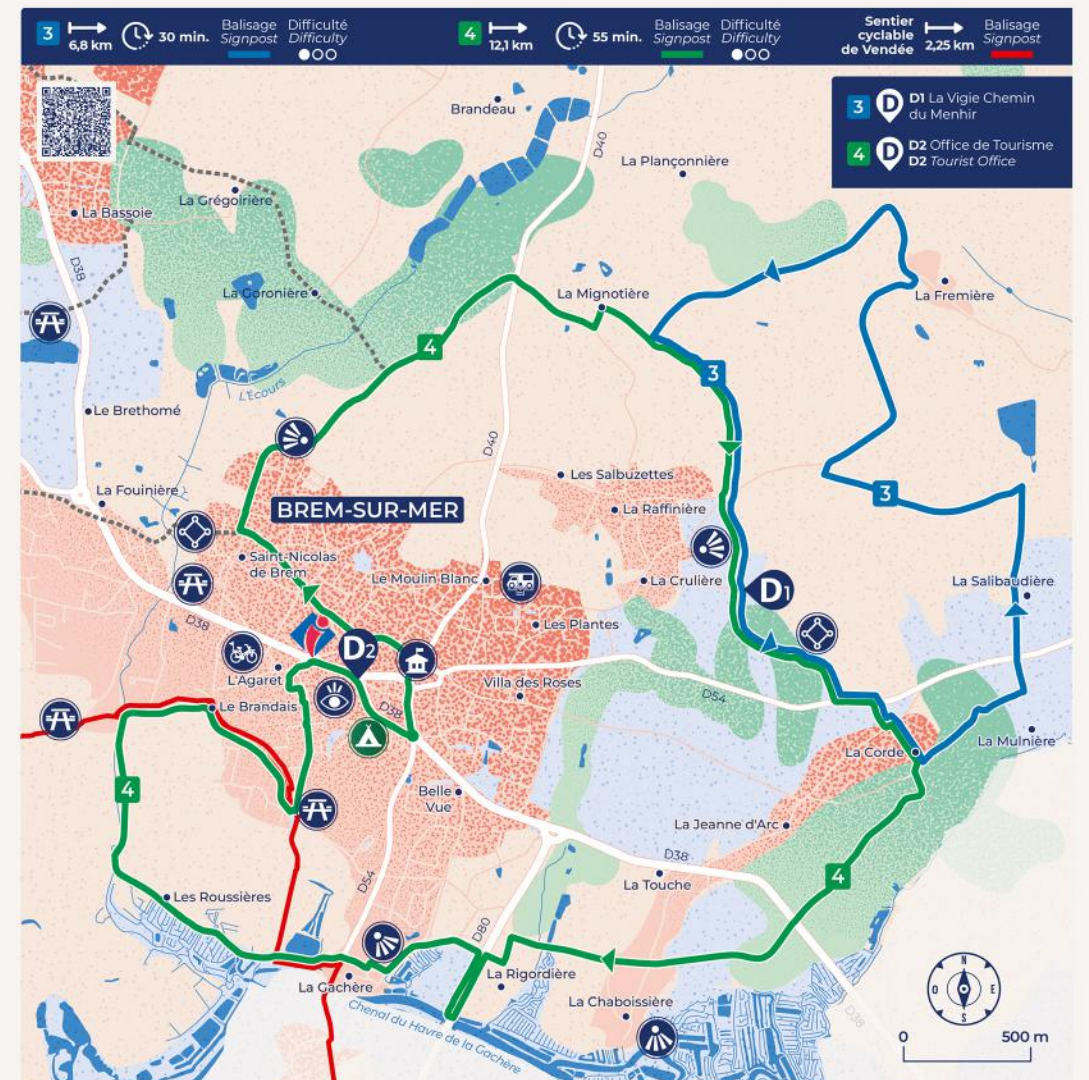 3
6,8 km
30 min.
Balisage
Signpost
Difficulté
Difficulty
4
12,1 km
55 min.
Balisage
Signpost
Difficulté
Difficulty
Sentier
cyclable
de Vendée
2,25 km
Balisage
Signpost
3 D D1 La Vigie Chemin
du Menhir
4 D D2 Office de Tourisme
D2 Tourist Office
Brandeau
D40
La Plançonnière
La Grégoirière
La Bassoie
D38
La Goronière
La Mignotière
La Fremière
4
3
L'Écours
Le Brethomé
D40
Les Salbuzettes
La Fouinière
3
BREM-SUR-MER
La Raffinière
Saint-Nicolas
de Brem
Le Moulin Blanc
La Crulière
D1
La Salibaudière
D38
Les Plantes
D2
L'Agaret
Villa des Roses
D54
Le Brandais
D38
La Mulnière
La Corde
4
Belle
Vue
La Jeanne d'Arc
D38
La Touche
4
D54
Les Roussières
D80
La Gachère
La Rigordière
La Chaboissière
Chenal du Havre de la Gachère
D38
N
O
E
S
0
500 m